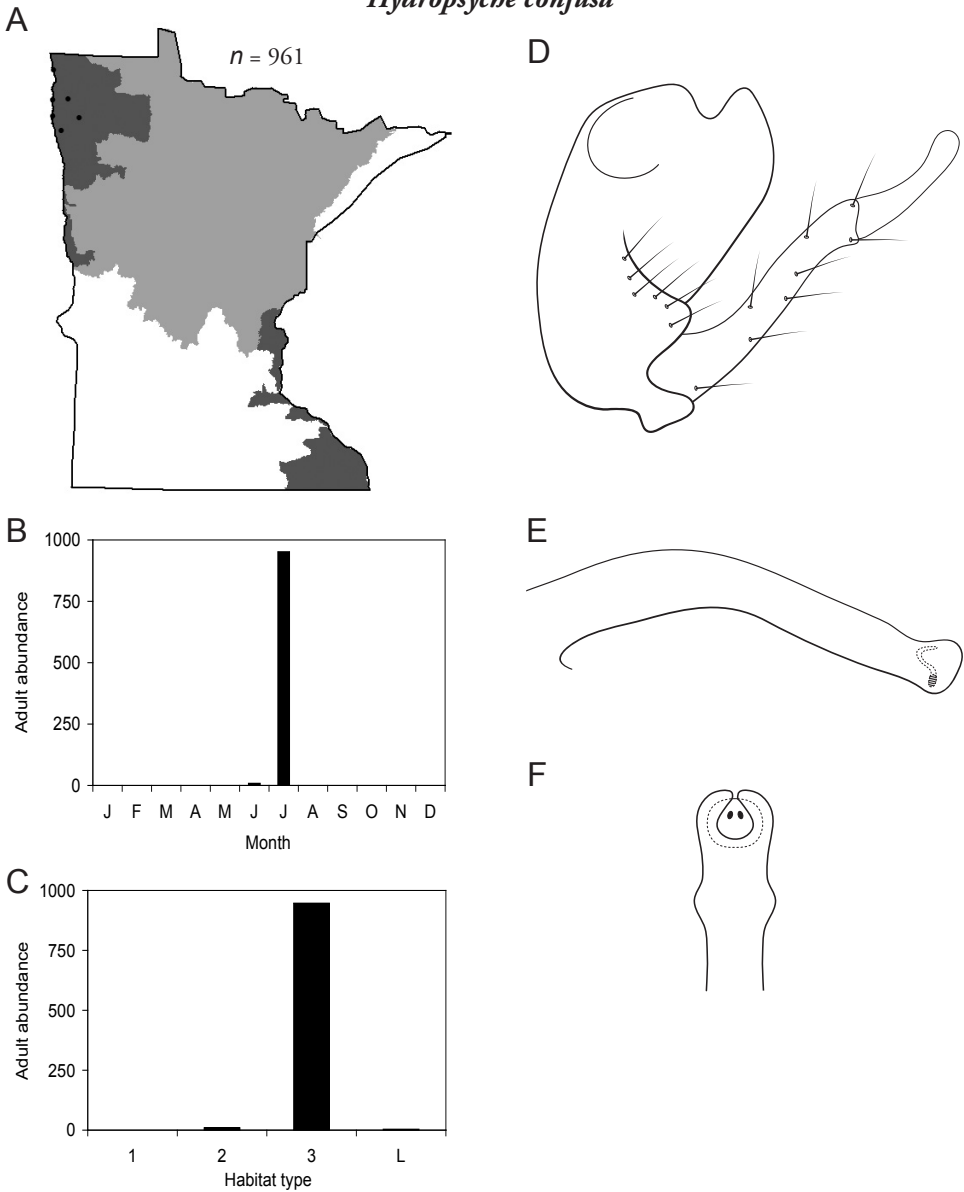 Hydropsyche confusa
A
n = 961
B
1000
750
500
250
0
Adult abundance
J F M A M J J A S O N D
Month
C
1000
750
500
250
0
Adult abundance
1 2 3 L
Habitat type
D
E
F